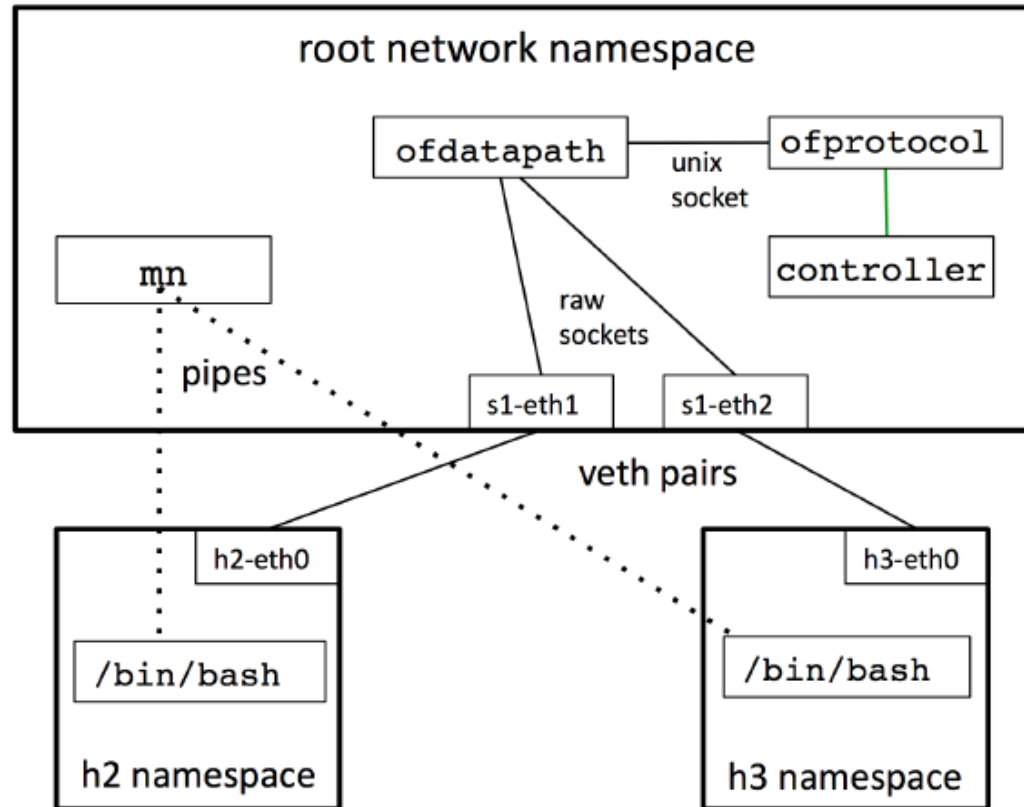 root network namespace
ofdatapath
ofprotocol
unix
socket
mn
controller
raw
sockets
pipes
s1-eth1
s1-eth2
veth pairs
h2-eth0
h3-eth0
/bin/bash
/bin/bash
h2 namespace
h3 namespace